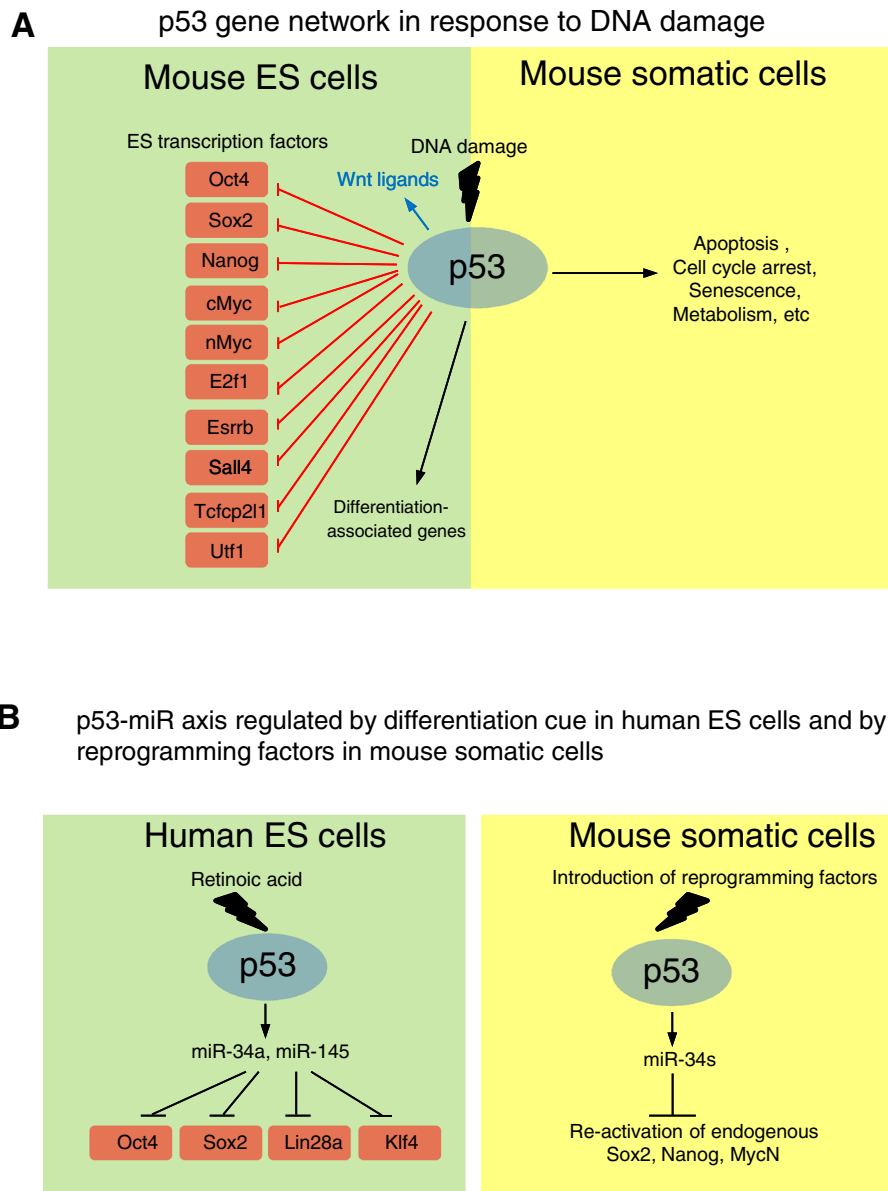 A
p53 gene network in response to DNA damage
Mouse ES cells
Mouse somatic cells
ES transcription factors
DNA damage
Wnt ligands
Oct4
Sox2
Nanog
cMyc
nMyc
E2f1
Esrrb
Sall4
Tcfcp2l1
Utf1
p53
Apoptosis ,
Cell cycle arrest,
Senescence,
Metabolism, etc
Differentiation-
associated genes
B
p53-miR axis regulated by differentiation cue in human ES cells and by
reprogramming factors in mouse somatic cells
Human ES cells
Retinoic acid
p53
miR-34a, miR-145
Oct4
Sox2
Lin28a
Klf4
Mouse somatic cells
Introduction of reprogramming factors
p53
miR-34s
Re-activation of endogenous
Sox2, Nanog, MycN